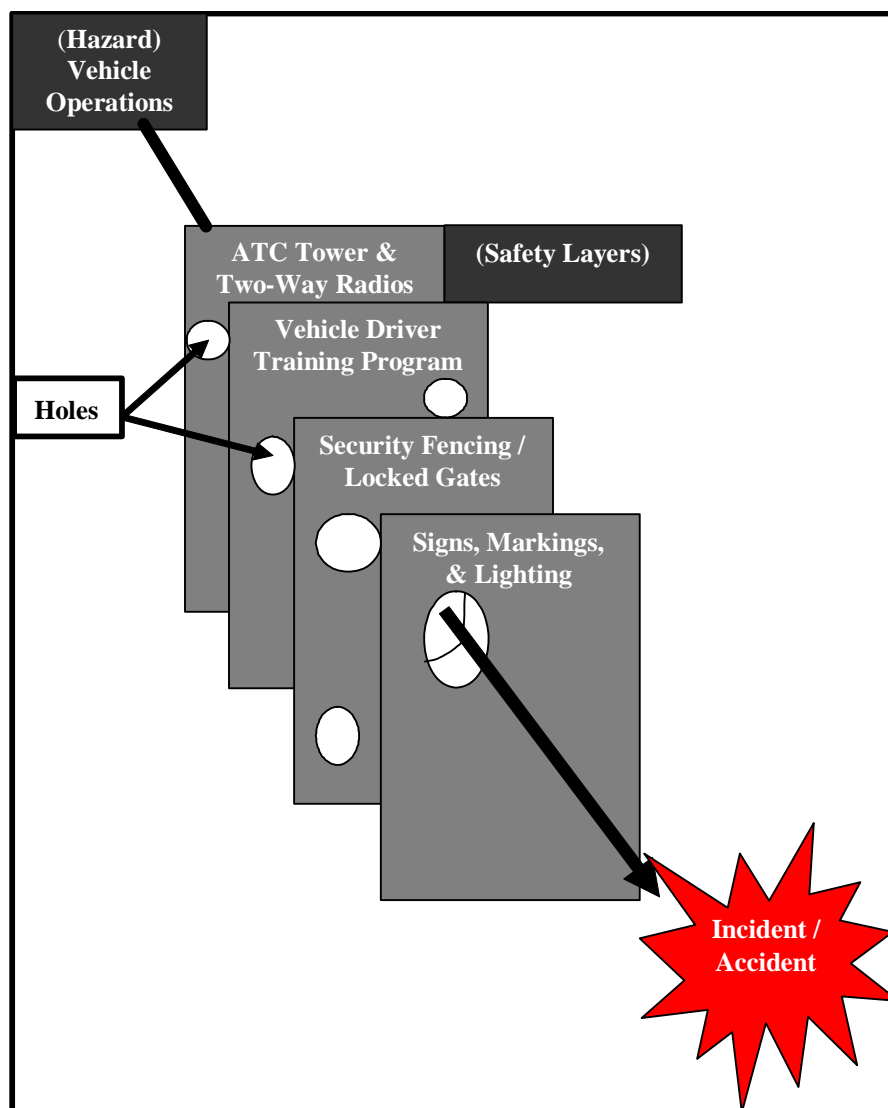 (Hazard)
Vehicle
Operations
ATC Tower &
Two-Way Radios
(Safety Layers)
Vehicle Driver
Training Program
Holes
Security Fencing /
Locked Gates
Signs, Markings,
& Lighting
Incident /
Accident